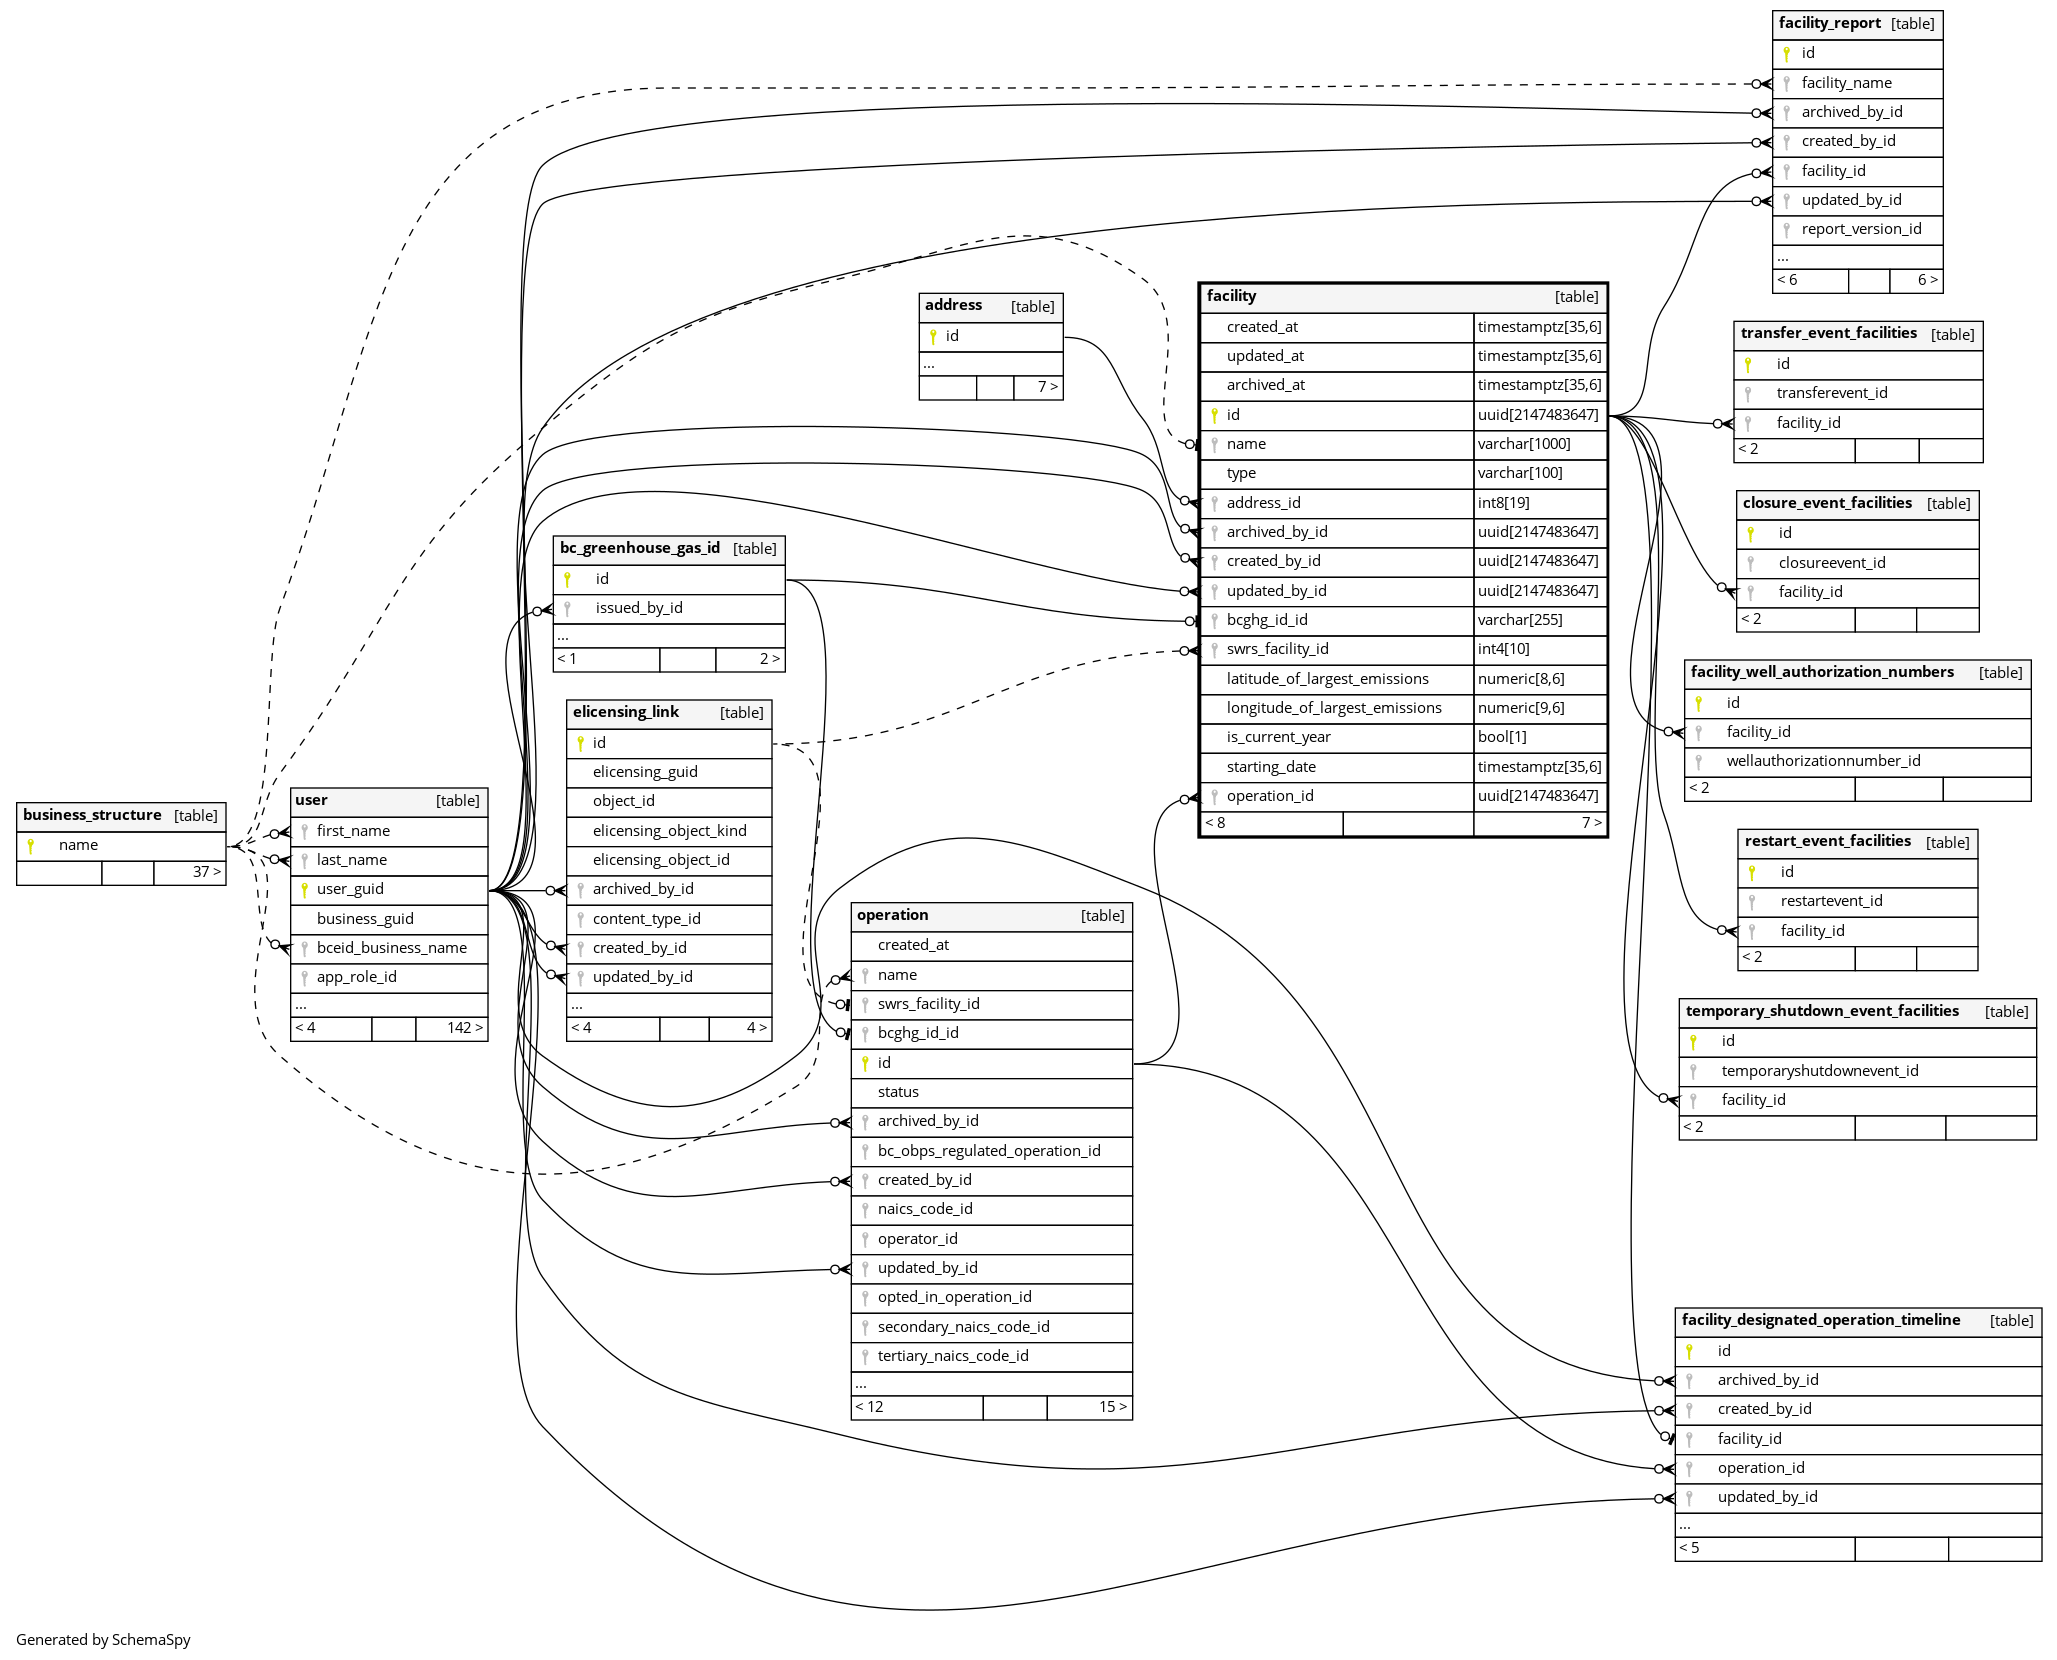 facility_report [table]
id
facility_name
archived_by_id
created_by_id
facility_id
updated_by_id
report_version_id
...
< 6 6 >
address [table]
id
...
7 >
facility [table]
created_at timestamptz[35,6]
updated_at timestamptz[35,6]
archived_at timestamptz[35,6]
id uuid[2147483647]
name varchar[1000]
type varchar[100]
address_id int8[19]
archived_by_id uuid[2147483647]
created_by_id uuid[2147483647]
updated_by_id uuid[2147483647]
bcghg_id_id varchar[255]
swrs_facility_id int4[10]
latitude_of_largest_emissions numeric[8,6]
longitude_of_largest_emissions numeric[9,6]
is_current_year bool[1]
starting_date timestamptz[35,6]
operation_id uuid[2147483647]
< 8 7 >
transfer_event_facilities [table]
id
transferevent_id
facility_id
< 2
closure_event_facilities [table]
id
closureevent_id
facility_id
< 2
bc_greenhouse_gas_id [table]
id
issued_by_id
...
< 1 2 >
facility_well_authorization_numbers [table]
id
facility_id
wellauthorizationnumber_id
< 2
elicensing_link [table]
id
elicensing_guid
object_id
elicensing_object_kind
elicensing_object_id
archived_by_id
content_type_id
created_by_id
updated_by_id
...
< 4 4 >
business_structure [table]
name
37 >
user [table]
first_name
last_name
user_guid
business_guid
bceid_business_name
app_role_id
...
< 4 142 >
restart_event_facilities [table]
id
restartevent_id
facility_id
< 2
operation [table]
created_at
name
swrs_facility_id
bcghg_id_id
id
status
archived_by_id
bc_obps_regulated_operation_id
created_by_id
naics_code_id
operator_id
updated_by_id
opted_in_operation_id
secondary_naics_code_id
tertiary_naics_code_id
...
< 12 15 >
temporary_shutdown_event_facilities [table]
id
temporaryshutdownevent_id
facility_id
< 2
facility_designated_operation_timeline [table]
id
archived_by_id
created_by_id
facility_id
operation_id
updated_by_id
...
< 5
Generated by SchemaSpy